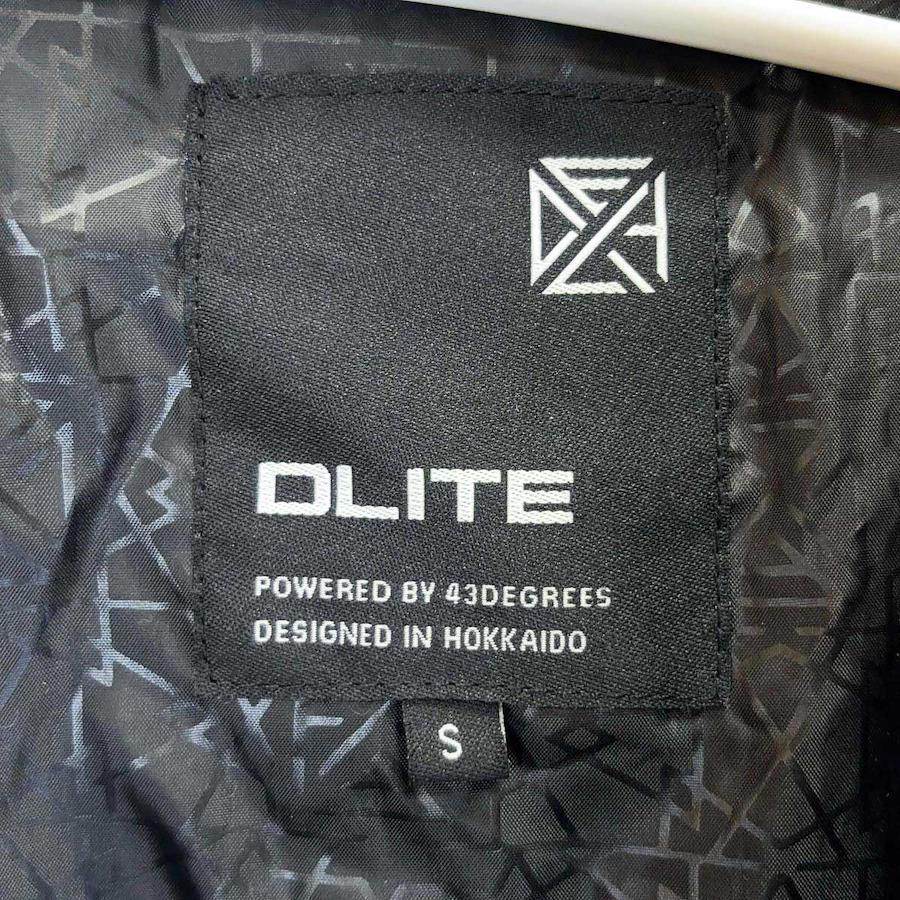 DLITE
POWERED BY 43DEGREES
DESIGNED IN HOKKAIDO
S